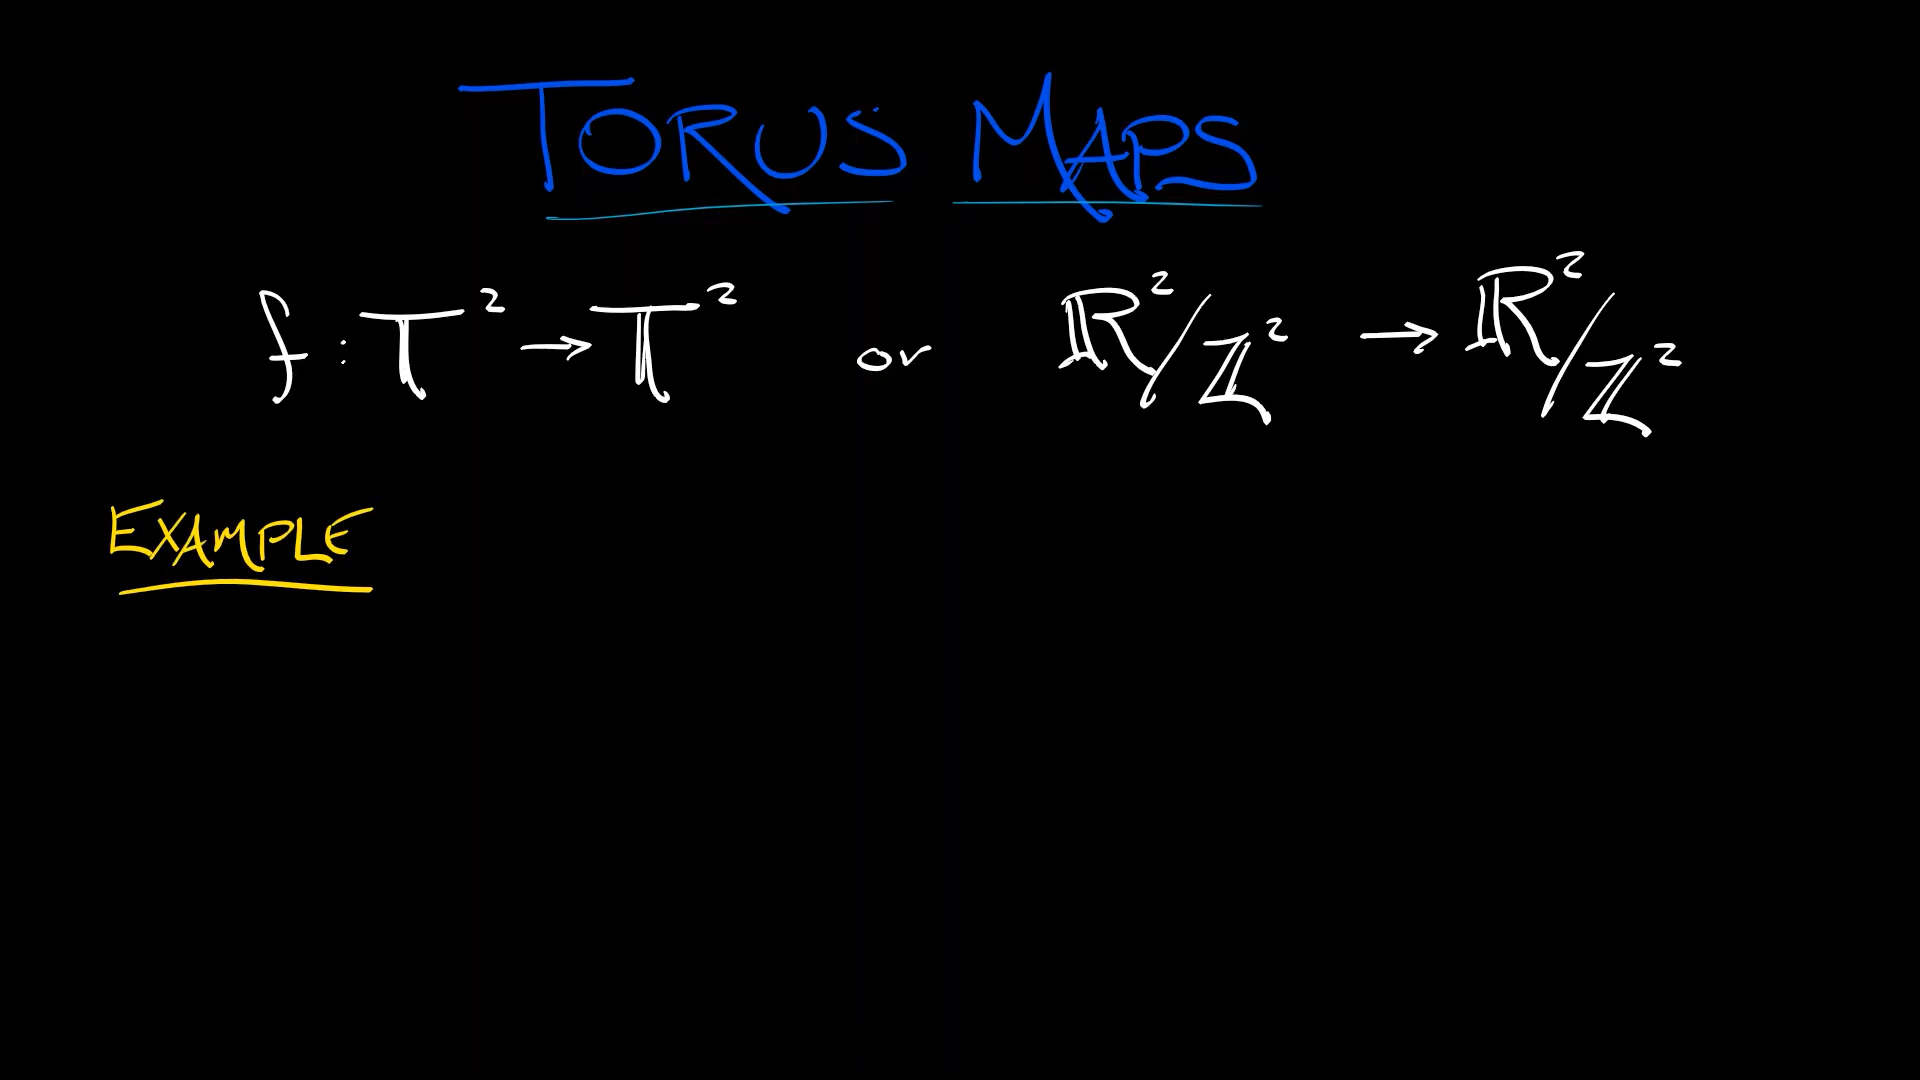 TORUS MAPS
f : 𝕋² → 𝕋² or ℝ²/ℤ² → ℝ²/ℤ²
EXAMPLE